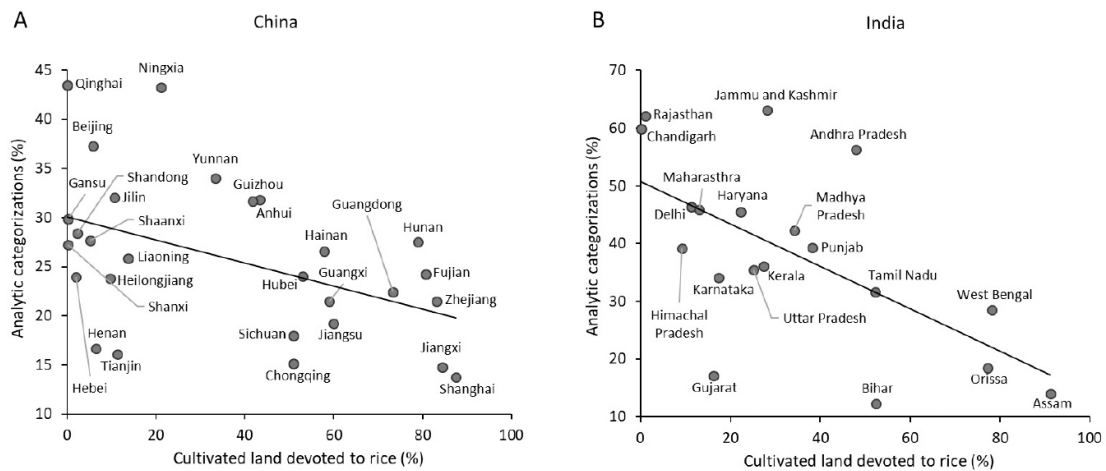 A
China
Analytic categorizations (%)
45
40
35
30
25
20
15
10
Qinghai
Ningxia
Beijing
Yunnan
Gansu
Shandong
Jilin
Guizhou
Anhui
Guangdong
Shaanxi
Hainan
Hunan
Liaoning
Guangxi
Fujian
Heilongjiang
Hubei
Zhejiang
Shanxi
Henan
Tianjin
Sichuan
Jiangsu
Hebei
Chongqing
Jiangxi
Shanghai
0 20 40 60 80 100
Cultivated land devoted to rice (%)
B
India
Analytic categorizations (%)
70
60
50
40
30
20
10
Rajasthan
Jammu and Kashmir
Chandigarh
Andhra Pradesh
Maharasthra
Haryana
Madhya
Pradesh
Delhi
Punjab
Kerala
Karnataka
Tamil Nadu
Himachal
Pradesh
Uttar Pradesh
West Bengal
Gujarat
Bihar
Orissa
Assam
0 20 40 60 80 100
Cultivated land devoted to rice (%)